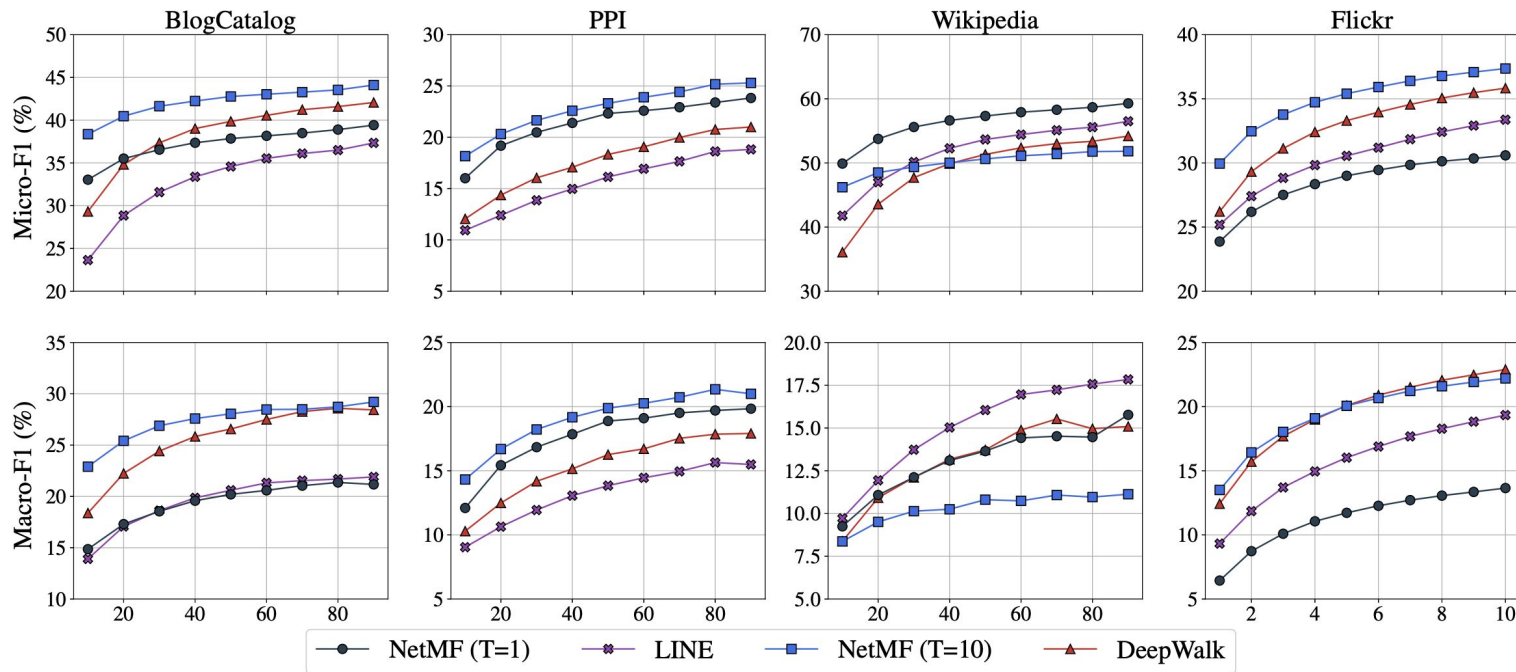 BlogCatalog PPI Wikipedia Flickr
Micro-F1 (%)
50 45 40 35 30 25 20
30 25 20 15 10 5
70 60 50 40 30
40 35 30 25 20
Macro-F1 (%)
35 30 25 20 15 10
25 20 15 10 5
20.0 17.5 15.0 12.5 10.0 7.5 5.0
25 20 15 10 5
20 40 60 80 20 40 60 80 20 40 60 80 2 4 6 8 10
NetMF (T=1) LINE NetMF (T=10) DeepWalk